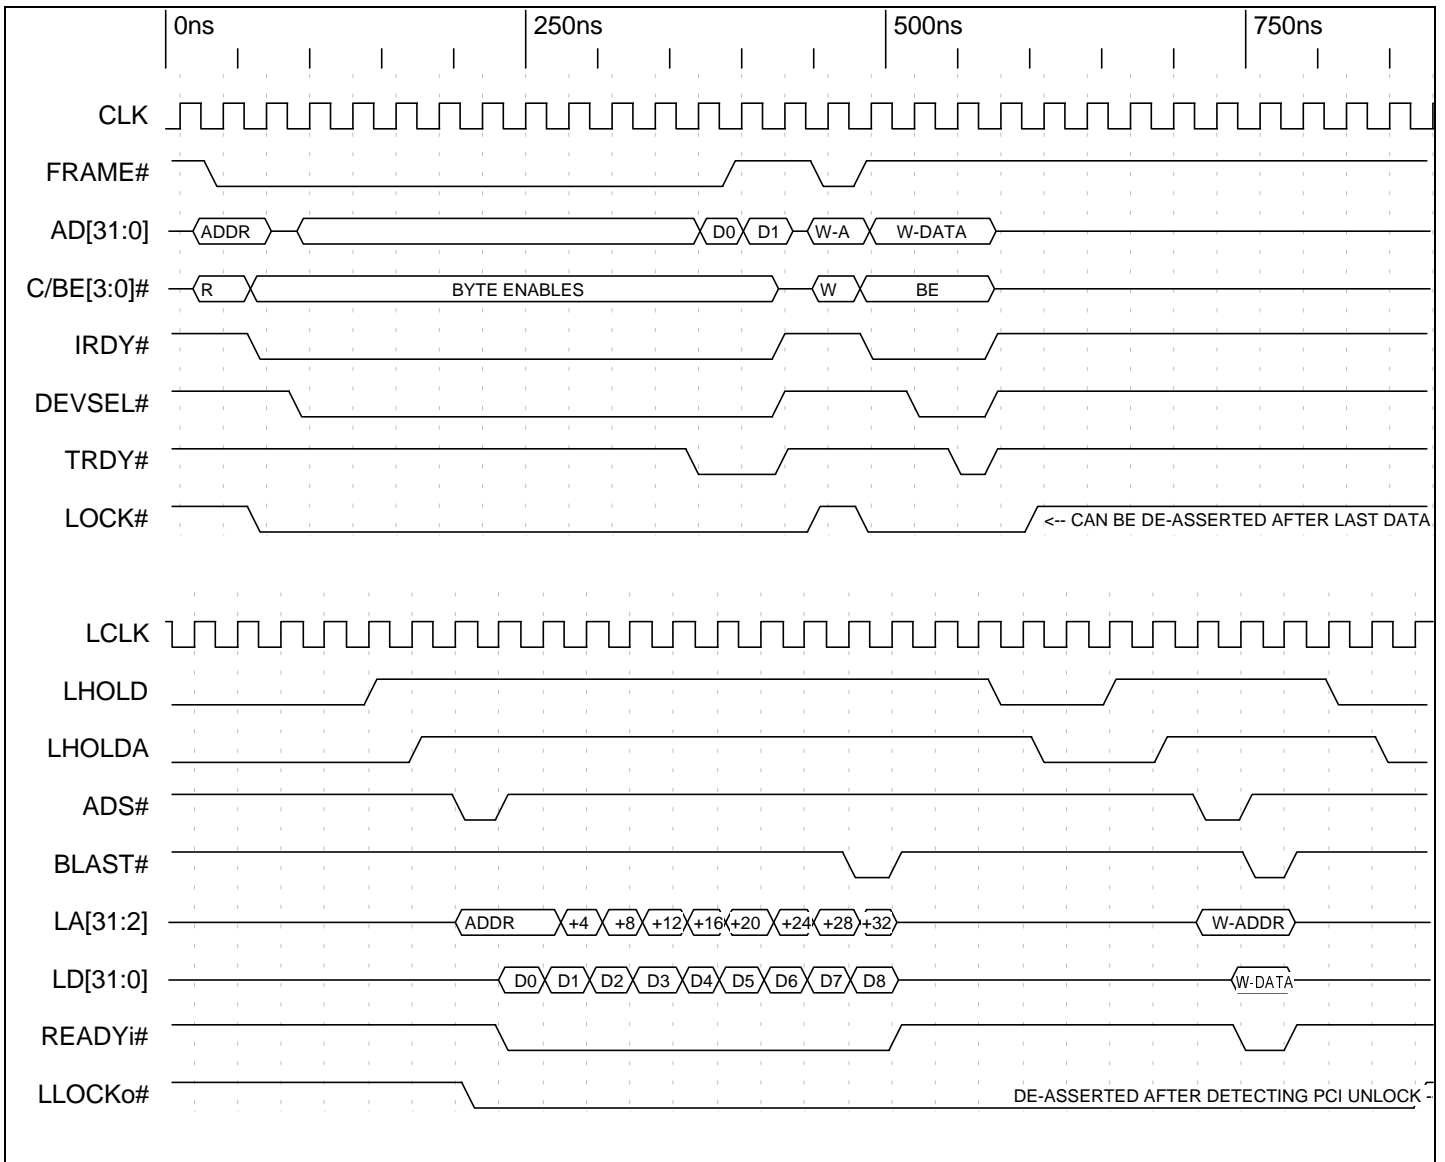 0ns 250ns 500ns 750ns
CLK
FRAME#
AD[31:0] ADDR D0 D1 W-A W-DATA
C/BE[3:0]# R BYTE ENABLES W BE
IRDY#
DEVSEL#
TRDY#
LOCK# <-- CAN BE DE-ASSERTED AFTER LAST DATA
LCLK
LHOLD
LHOLDA
ADS#
BLAST#
LA[31:2] ADDR +4 +8 +12 +16 +20 +24 +28 +32 W-ADDR
LD[31:0] D0 D1 D2 D3 D4 D5 D6 D7 D8 W-DATA
READYi#
LLOCKo# DE-ASSERTED AFTER DETECTING PCI UNLOCK -